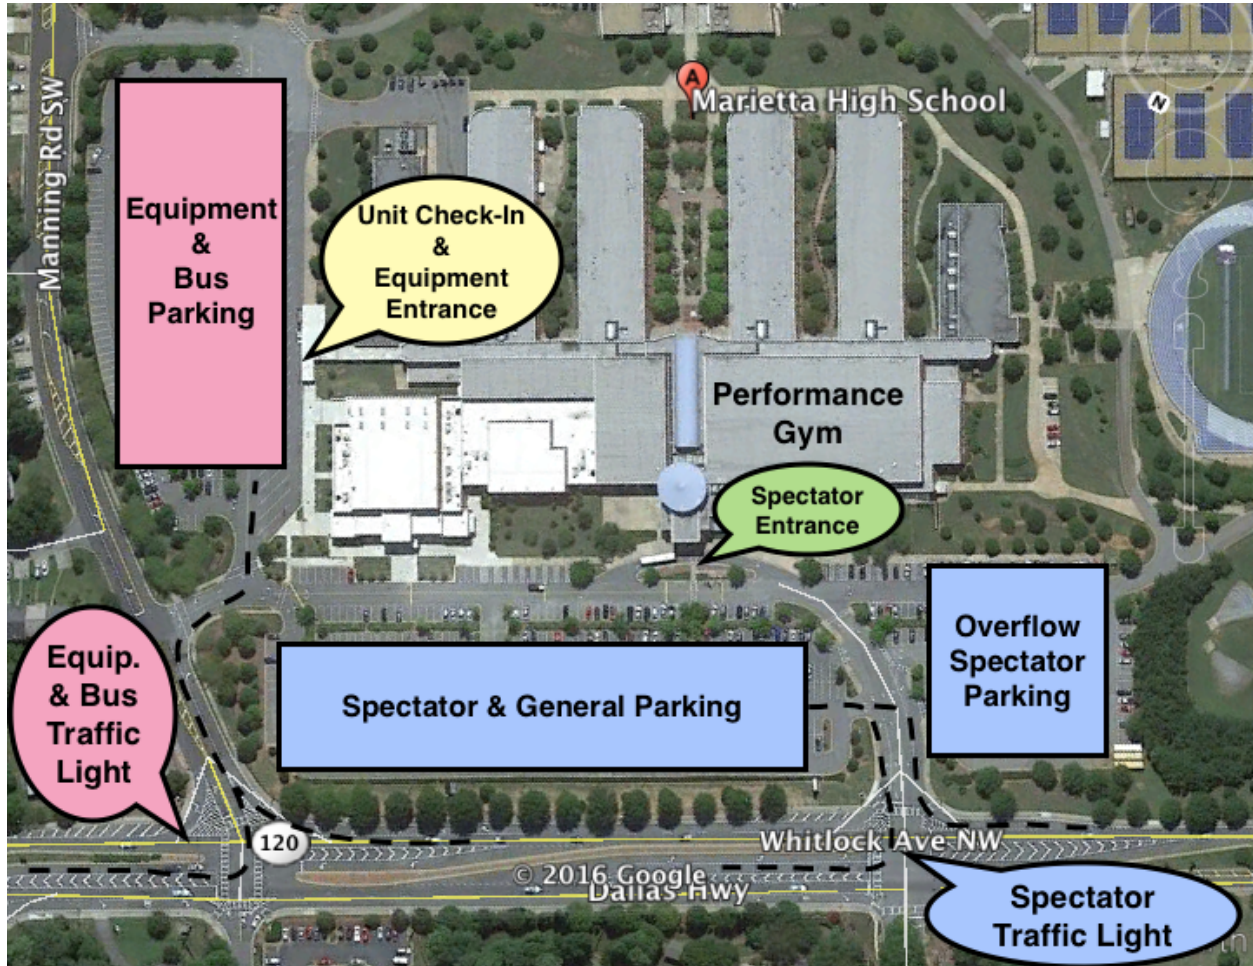 Manning Rd SW
A
Marietta High School
N
Equipment
&
Bus
Parking
Unit Check-In
&
Equipment
Entrance
Performance
Gym
Spectator
Entrance
Equip.
& Bus
Traffic
Light
Spectator & General Parking
Overflow
Spectator
Parking
120
Whitlock Ave NW
© 2016 Google
Dallas Hwy
Spectator
Traffic Light